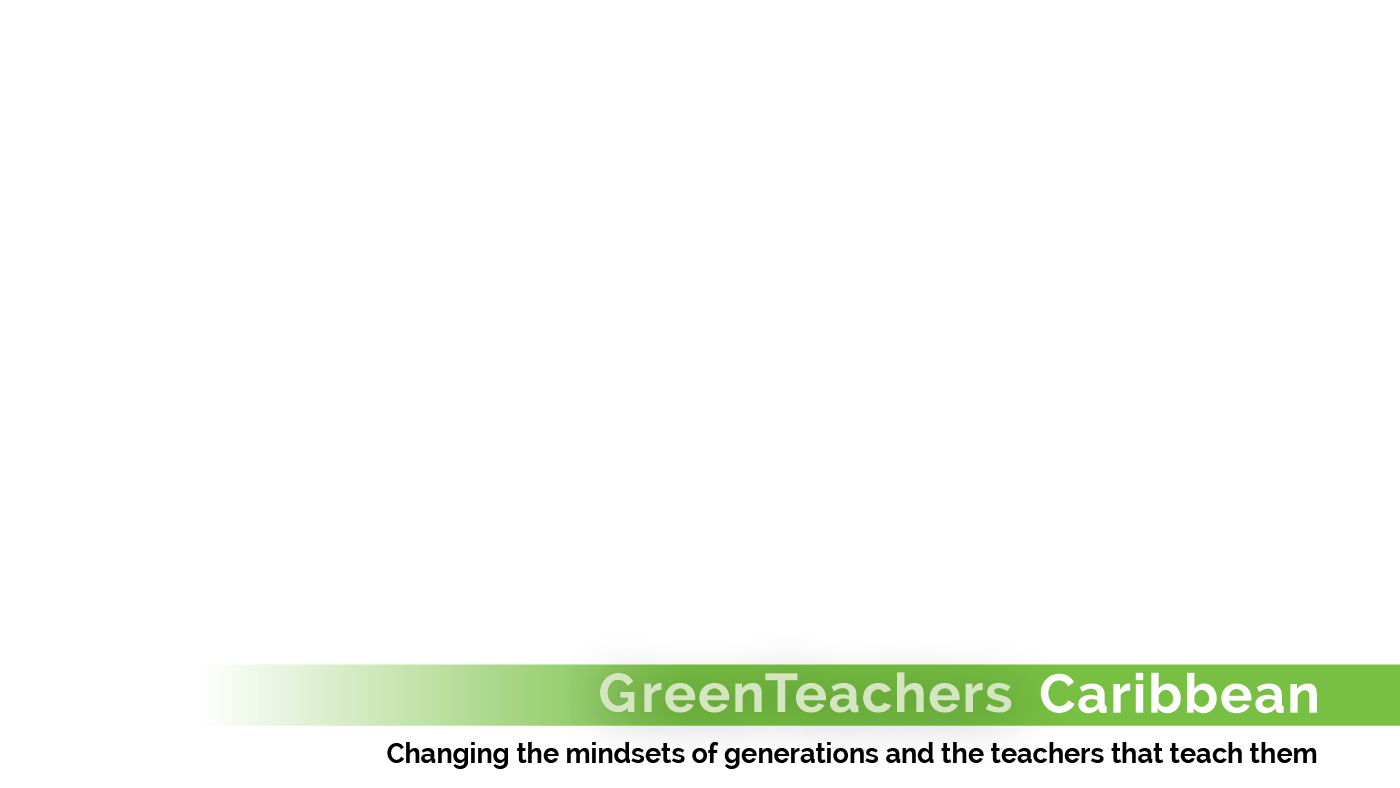 GreenTeachers Caribbean
Changing the mindsets of generations and the teachers that teach them